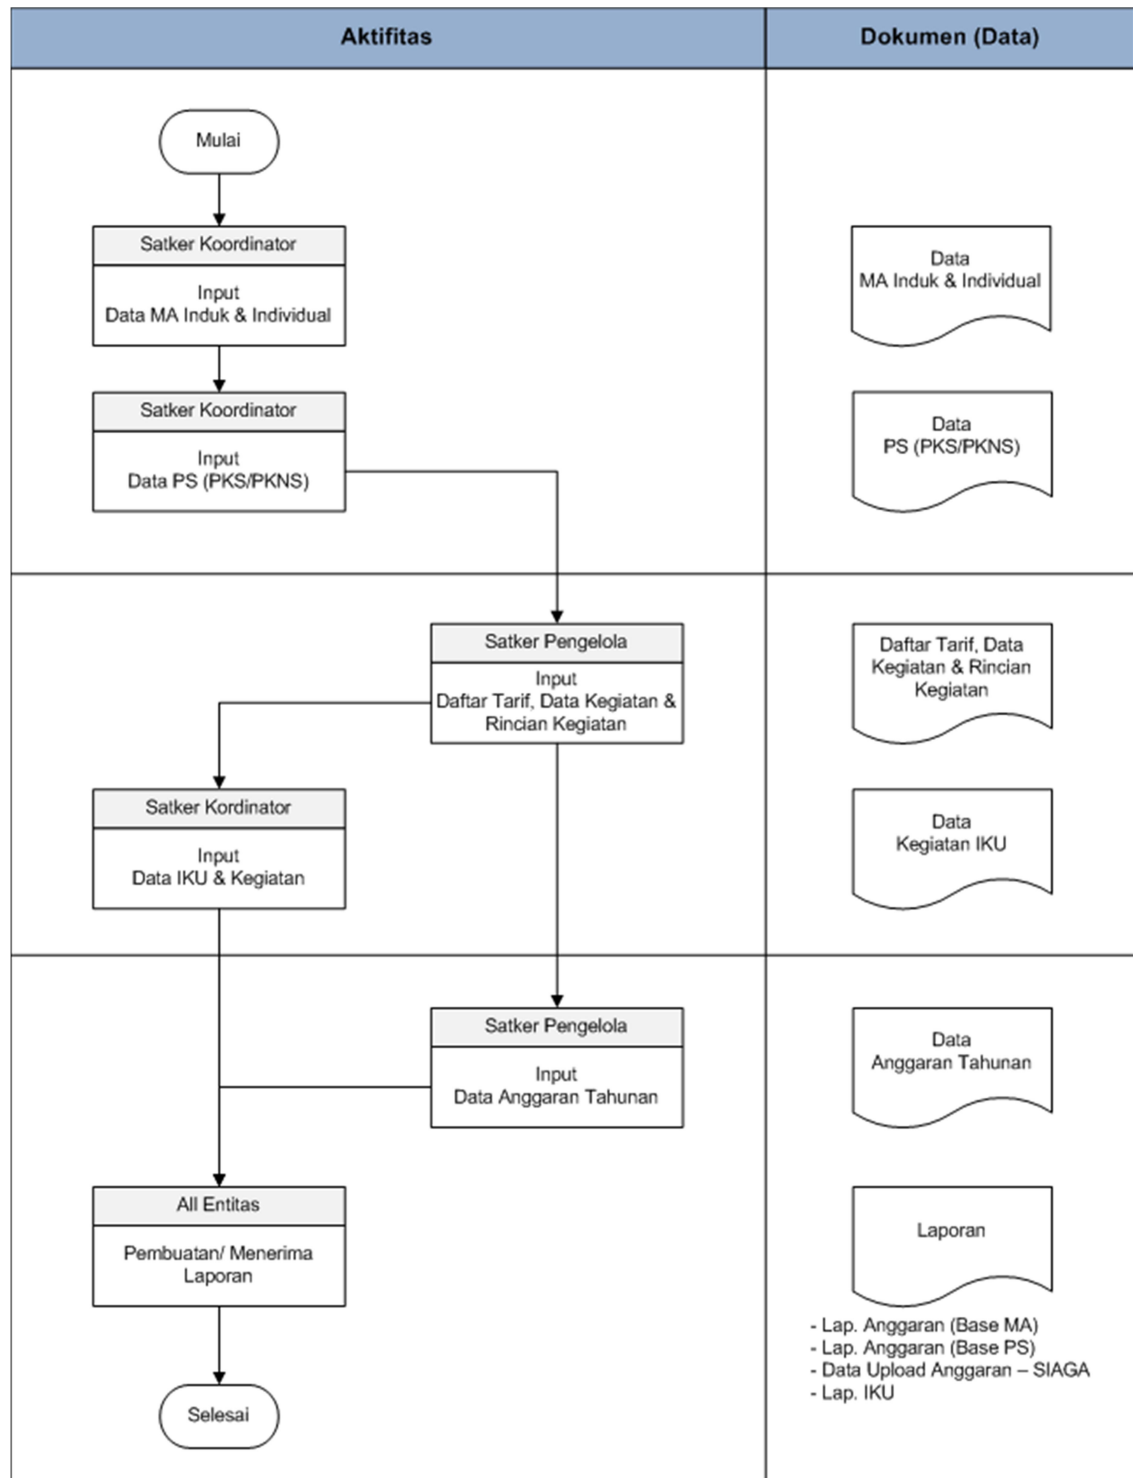 Aktifitas
Dokumen (Data)
Mulai
Satker Koordinator
Input
Data MA Induk & Individual
Data
MA Induk & Individual
Satker Koordinator
Input
Data PS (PKS/PKNS)
Data
PS (PKS/PKNS)
Satker Pengelola
Input
Daftar Tarif, Data Kegiatan &
Rincian Kegiatan
Daftar Tarif, Data
Kegiatan & Rincian
Kegiatan
Satker Kordinator
Input
Data IKU & Kegiatan
Data
Kegiatan IKU
Satker Pengelola
Input
Data Anggaran Tahunan
Data
Anggaran Tahunan
All Entitas
Pembuatan/ Menerima
Laporan
Laporan
- Lap. Anggaran (Base MA)
- Lap. Anggaran (Base PS)
- Data Upload Anggaran – SIAGA
- Lap. IKU
Selesai